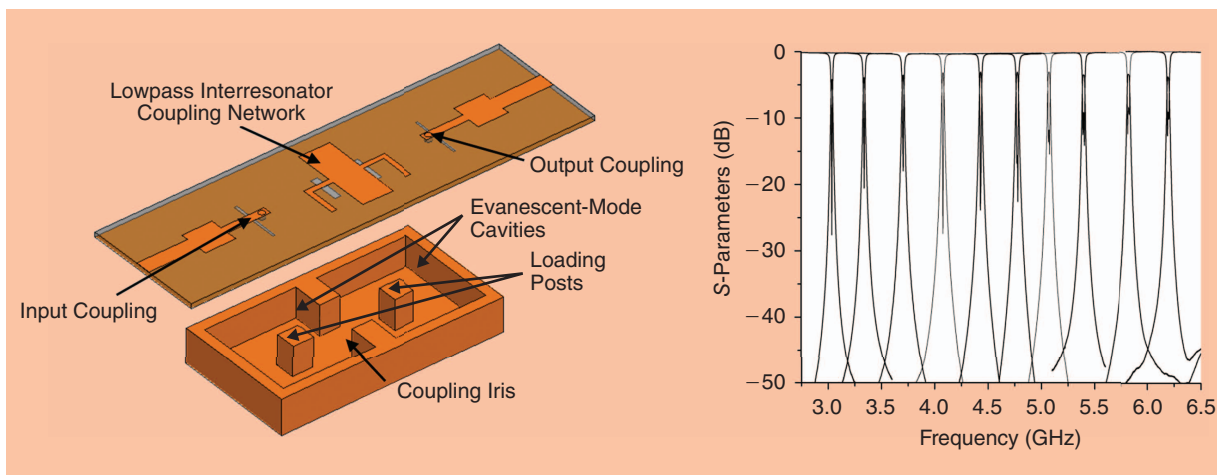 Lowpass Interresonator
Coupling Network
Output Coupling
Evanescent-Mode
Cavities
Loading
Posts
Input Coupling
Coupling Iris
S-Parameters (dB)
0
−10
−20
−30
−40
−50
3.0 3.5 4.0 4.5 5.0 5.5 6.0 6.5
Frequency (GHz)